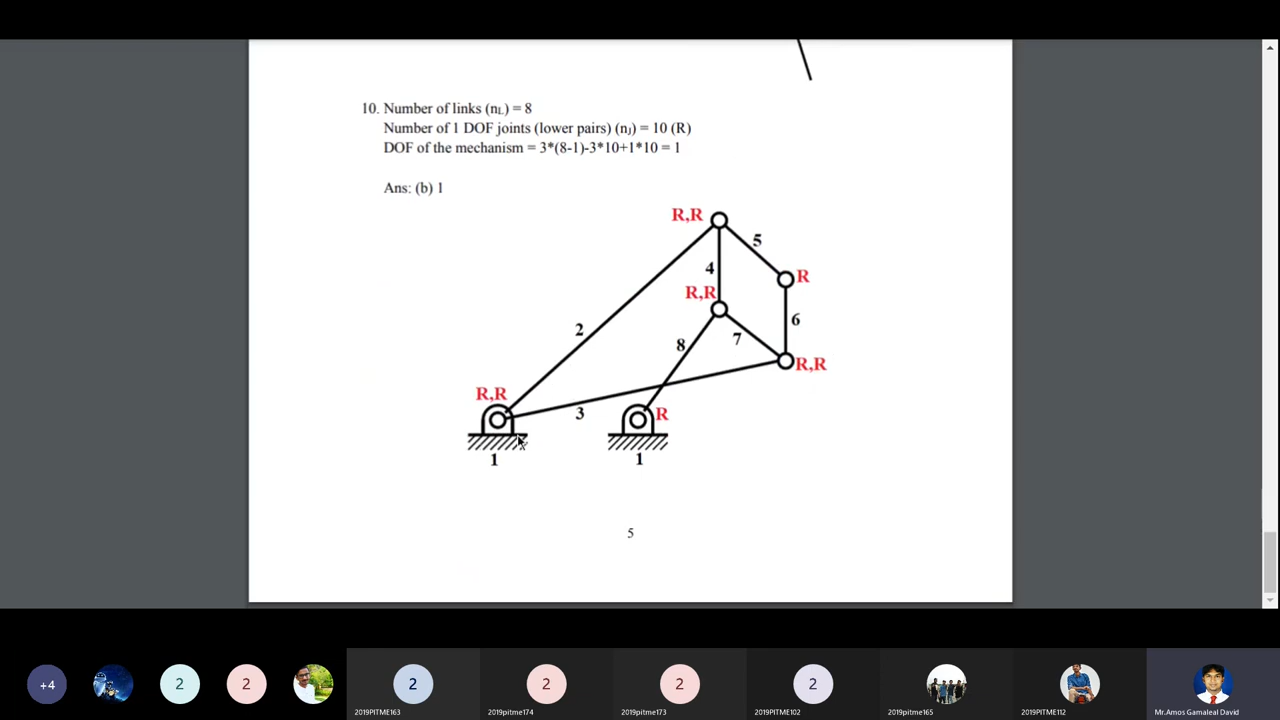 10. Number of links (nL) = 8
Number of 1 DOF joints (lower pairs) (nJ) = 10 (R)
DOF of the mechanism = 3*(8-1)-3*10+1*10 = 1
Ans: (b) 1
R,R
5
4
R
R,R
6
2
8
7
R,R
R,R
3
R
1
1
5
+4
2
2
2
2
2
2
2019PITME163
2019pitme174
2019pitme173
2019PITME102
2019pitme165
2019PITME112
Mr.Amos Gamaleal David